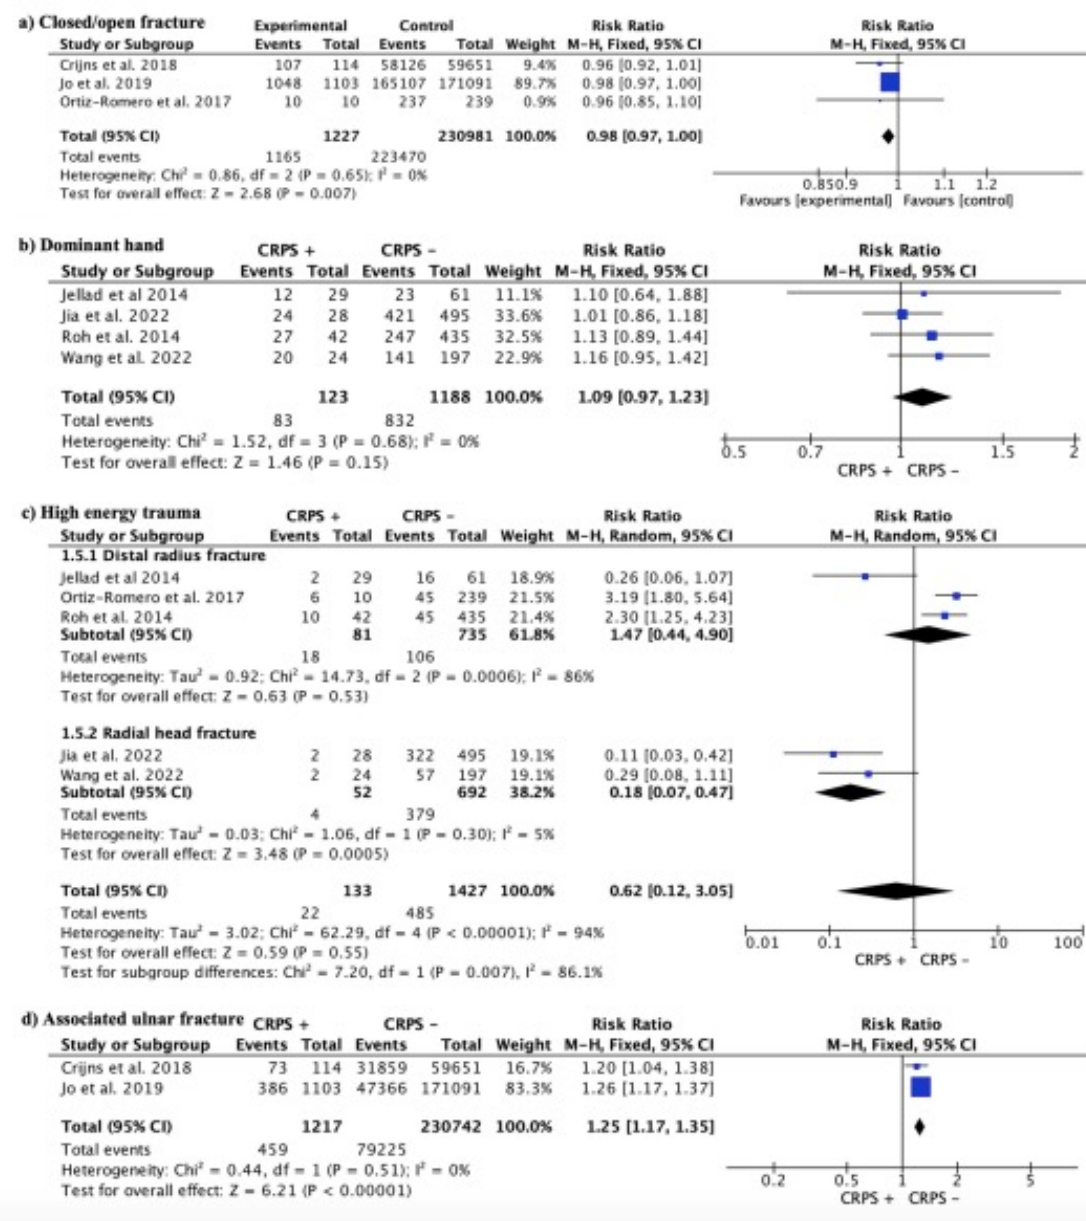 a) Closed/open fracture
Experimental Control Risk Ratio Risk Ratio
Study or Subgroup Events Total Events Total Weight M-H, Fixed, 95% CI M-H, Fixed, 95% CI
Crijns et al. 2018 107 114 58126 59651 9.4% 0.96 [0.92, 1.01]
Jo et al. 2019 1048 1103 165107 171091 89.7% 0.98 [0.97, 1.00]
Ortiz-Romero et al. 2017 10 10 237 239 0.9% 0.96 [0.85, 1.10]
Total (95% CI) 1227 230981 100.0% 0.98 [0.97, 1.00]
Total events 1165 223470
Heterogeneity: Chi² = 0.86, df = 2 (P = 0.65); I² = 0%
Test for overall effect: Z = 2.68 (P = 0.007)
0.85 0.9 1 1.1 1.2
Favours [experimental] Favours [control]
b) Dominant hand
CRPS + CRPS - Risk Ratio Risk Ratio
Study or Subgroup Events Total Events Total Weight M-H, Fixed, 95% CI M-H, Fixed, 95% CI
Jellad et al 2014 12 29 23 61 11.1% 1.10 [0.64, 1.88]
Jia et al. 2022 24 28 421 495 33.6% 1.01 [0.86, 1.18]
Roh et al. 2014 27 42 247 435 32.5% 1.13 [0.89, 1.44]
Wang et al. 2022 20 24 141 197 22.9% 1.16 [0.95, 1.42]
Total (95% CI) 123 1188 100.0% 1.09 [0.97, 1.23]
Total events 83 832
Heterogeneity: Chi² = 1.52, df = 3 (P = 0.68); I² = 0%
Test for overall effect: Z = 1.46 (P = 0.15)
0.5 0.7 1 1.5 2
CRPS + CRPS -
c) High energy trauma
CRPS + CRPS - Risk Ratio Risk Ratio
Study or Subgroup Events Total Events Total Weight M-H, Random, 95% CI M-H, Random, 95% CI
1.5.1 Distal radius fracture
Jellad et al 2014 2 29 16 61 18.9% 0.26 [0.06, 1.07]
Ortiz-Romero et al. 2017 6 10 45 239 21.5% 3.19 [1.80, 5.64]
Roh et al. 2014 10 42 45 435 21.4% 2.30 [1.25, 4.23]
Subtotal (95% CI) 81 735 61.8% 1.47 [0.44, 4.90]
Total events 18 106
Heterogeneity: Tau² = 0.92; Chi² = 14.73, df = 2 (P = 0.0006); I² = 86%
Test for overall effect: Z = 0.63 (P = 0.53)
1.5.2 Radial head fracture
Jia et al. 2022 2 28 322 495 19.1% 0.11 [0.03, 0.42]
Wang et al. 2022 2 24 57 197 19.1% 0.29 [0.08, 1.11]
Subtotal (95% CI) 52 692 38.2% 0.18 [0.07, 0.47]
Total events 4 379
Heterogeneity: Tau² = 0.03; Chi² = 1.06, df = 1 (P = 0.30); I² = 5%
Test for overall effect: Z = 3.48 (P = 0.0005)
Total (95% CI) 133 1427 100.0% 0.62 [0.12, 3.05]
Total events 22 485
Heterogeneity: Tau² = 3.02; Chi² = 62.29, df = 4 (P < 0.00001); I² = 94%
Test for overall effect: Z = 0.59 (P = 0.55)
Test for subgroup differences: Chi² = 7.20, df = 1 (P = 0.007), I² = 86.1%
0.01 0.1 1 10 100
CRPS + CRPS -
d) Associated ulnar fracture
CRPS + CRPS - Risk Ratio Risk Ratio
Study or Subgroup Events Total Events Total Weight M-H, Fixed, 95% CI M-H, Fixed, 95% CI
Crijns et al. 2018 73 114 31859 59651 16.7% 1.20 [1.04, 1.38]
Jo et al. 2019 386 1103 47366 171091 83.3% 1.26 [1.17, 1.37]
Total (95% CI) 1217 230742 100.0% 1.25 [1.17, 1.35]
Total events 459 79225
Heterogeneity: Chi² = 0.44, df = 1 (P = 0.51); I² = 0%
Test for overall effect: Z = 6.21 (P < 0.00001)
0.2 0.5 1 2 5
CRPS + CRPS -